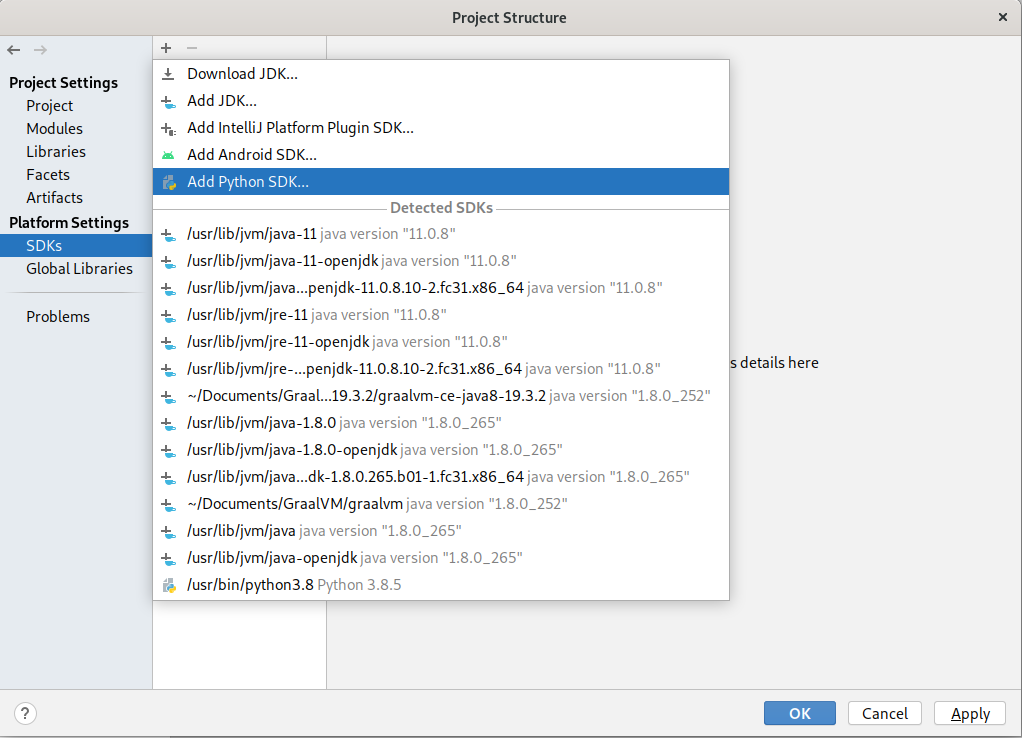 Project Structure
Project Settings
Project
Modules
Libraries
Facets
Artifacts
Platform Settings
SDKs
Global Libraries
Problems
Download JDK...
Add JDK...
Add IntelliJ Platform Plugin SDK...
Add Android SDK...
Add Python SDK...
Detected SDKs
/usr/lib/jvm/java-11 java version "11.0.8"
/usr/lib/jvm/java-11-openjdk java version "11.0.8"
/usr/lib/jvm/java...penjdk-11.0.8.10-2.fc31.x86_64 java version "11.0.8"
/usr/lib/jvm/jre-11 java version "11.0.8"
/usr/lib/jvm/jre-11-openjdk java version "11.0.8"
/usr/lib/jvm/jre-...penjdk-11.0.8.10-2.fc31.x86_64 java version "11.0.8"
~/Documents/Graal...19.3.2/graalvm-ce-java8-19.3.2 java version "1.8.0_252"
/usr/lib/jvm/java-1.8.0 java version "1.8.0_265"
/usr/lib/jvm/java-1.8.0-openjdk java version "1.8.0_265"
/usr/lib/jvm/java...dk-1.8.0.265.b01-1.fc31.x86_64 java version "1.8.0_265"
~/Documents/GraalVM/graalvm java version "1.8.0_252"
/usr/lib/jvm/java java version "1.8.0_265"
/usr/lib/jvm/java-openjdk java version "1.8.0_265"
/usr/bin/python3.8 Python 3.8.5
s details here
?
OK
Cancel
Apply